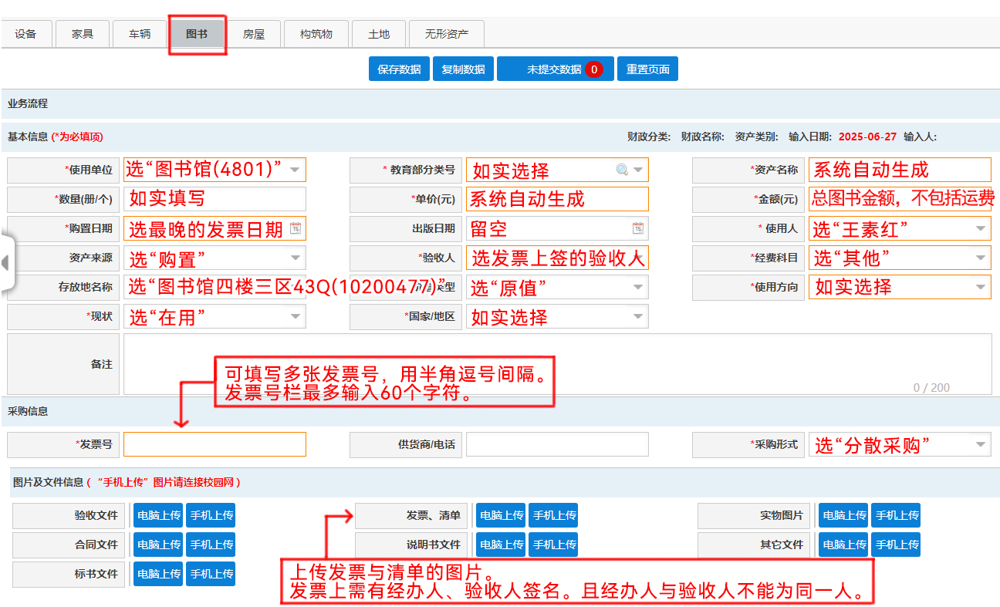 设备 家具 车辆 图书 房屋 构筑物 土地 无形资产
保存数据 复制数据 未提交数据 0 重置页面
业务流程
基本信息 (*为必填项) 财政分类: 财政名称: 资产类别: 输入日期: 2025-06-27 输入人:
*使用单位 选“图书馆(4801)” * 教育部分类号 如实选择 *资产名称 系统自动生成
*数量(册/个) 如实填写 *单价(元) 系统自动生成 *金额(元) 总图书金额，不包括运费
*购置日期 选最晚的发票日期 出版日期 留空 * 使用人 选“王素红”
资产来源 选“购置” *验收人 选发票上签的验收人 *经费科目 选“其他”
存放地名称 选“图书馆四楼三区43Q(10200477)” 类型 选“原值” *使用方向 如实选择
*现状 选“在用” *国家/地区 如实选择
备注
可填写多张发票号，用半角逗号间隔。
发票号栏最多输入60个字符。
0 / 200
采购信息
*发票号 供货商/电话 *采购形式 选“分散采购”
图片及文件信息 ( “手机上传” 图片请连接校园网 )
验收文件 电脑上传 手机上传 发票、清单 电脑上传 手机上传 实物图片 电脑上传 手机上传
合同文件 电脑上传 手机上传 说明书文件 电脑上传 手机上传 其它文件 电脑上传 手机上传
标书文件 电脑上传 手机上传
上传发票与清单的图片。
发票上需有经办人、验收人签名。且经办人与验收人不能为同一人。